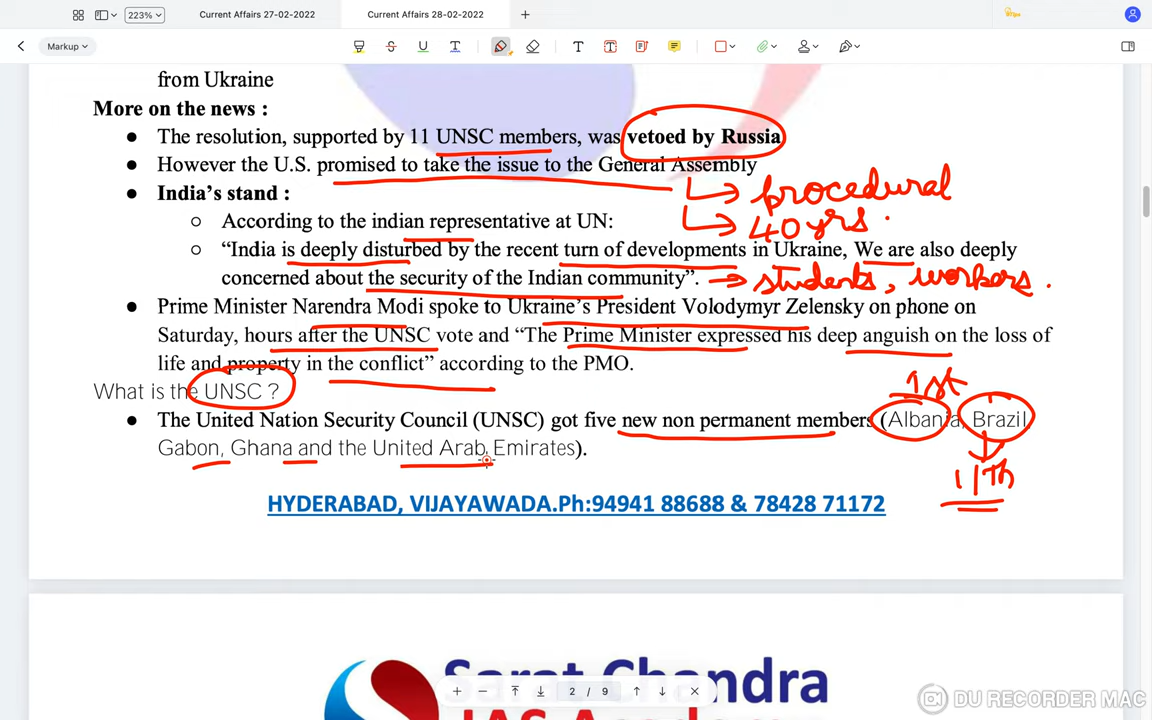 223%
Current Affairs 27-02-2022
Current Affairs 28-02-2022
Markup
from Ukraine
More on the news :
● The resolution, supported by 11 UNSC members, was vetoed by Russia
● However the U.S. promised to take the issue to the General Assembly
procedural
● India's stand :
○ According to the indian representative at UN:
40 yrs
○ "India is deeply disturbed by the recent turn of developments in Ukraine, We are also deeply
concerned about the security of the Indian community".
students, workers.
● Prime Minister Narendra Modi spoke to Ukraine's President Volodymyr Zelensky on phone on
Saturday, hours after the UNSC vote and "The Prime Minister expressed his deep anguish on the loss of
life and property in the conflict" according to the PMO.
1st
What is the UNSC ?
● The United Nation Security Council (UNSC) got five new non permanent members (Albania, Brazil,
Gabon, Ghana and the United Arab Emirates).
11th
HYDERABAD, VIJAYAWADA.Ph:94941 88688 & 78428 71172
Sarat Chandra
IAS Academy
2 / 9
DU RECORDER MAC